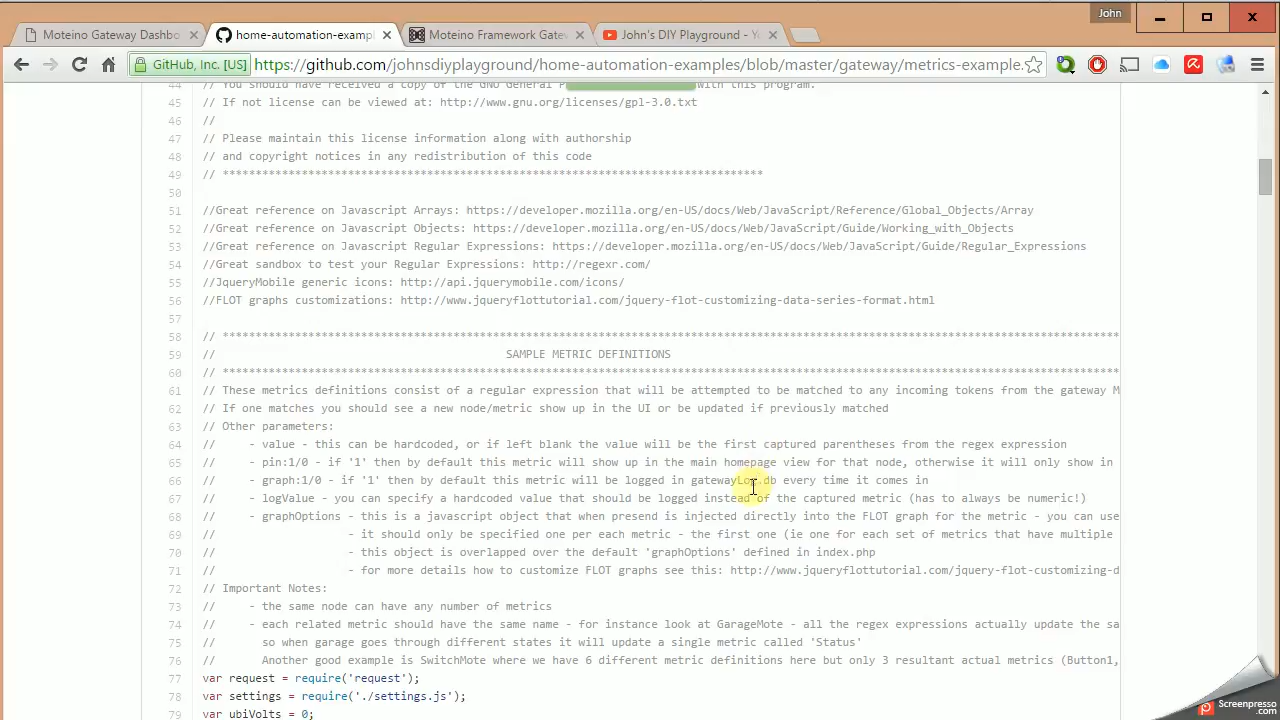 John
Moteino Gateway Dashbo
home-automation-exampl
Moteino Framework Gate
John's DIY Playground - Yo
GitHub, Inc. [US]
https://github.com/johnsdiyplayground/home-automation-examples/blob/master/gateway/metrics-example.
44 // You should have received a copy of the GNU General P with this program.
45 // If not license can be viewed at: http://www.gnu.org/licenses/gpl-3.0.txt
46 //
47 // Please maintain this license information along with authorship
48 // and copyright notices in any redistribution of this code
49 // **********************************************************************************
50
51 //Great reference on Javascript Arrays: https://developer.mozilla.org/en-US/docs/Web/JavaScript/Reference/Global_Objects/Array
52 //Great reference on Javascript Objects: https://developer.mozilla.org/en-US/docs/Web/JavaScript/Guide/Working_with_Objects
53 //Great reference on Javascript Regular Expressions: https://developer.mozilla.org/en-US/docs/Web/JavaScript/Guide/Regular_Expressions
54 //Great sandbox to test your Regular Expressions: http://regexr.com/
55 //JqueryMobile generic icons: http://api.jquerymobile.com/icons/
56 //FLOT graphs customizations: http://www.jqueryflottutorial.com/jquery-flot-customizing-data-series-format.html
57
58 // ****************************************************************************************************************************************
59 // SAMPLE METRIC DEFINITIONS
60 // ****************************************************************************************************************************************
61 // These metrics definitions consist of a regular expression that will be attempted to be matched to any incoming tokens from the gateway M
62 // If one matches you should see a new node/metric show up in the UI or be updated if previously matched
63 // Other parameters:
64 // - value - this can be hardcoded, or if left blank the value will be the first captured parentheses from the regex expression
65 // - pin:1/0 - if '1' then by default this metric will show up in the main homepage view for that node, otherwise it will only show in
66 // - graph:1/0 - if '1' then by default this metric will be logged in gatewayLog.db every time it comes in
67 // - logValue - you can specify a hardcoded value that should be logged instead of the captured metric (has to always be numeric!)
68 // - graphOptions - this is a javascript object that when presend is injected directly into the FLOT graph for the metric - you can use
69 // - it should only be specified one per each metric - the first one (ie one for each set of metrics that have multiple
70 // - this object is overlapped over the default 'graphOptions' defined in index.php
71 // - for more details how to customize FLOT graphs see this: http://www.jqueryflottutorial.com/jquery-flot-customizing-d
72 // Important Notes:
73 // - the same node can have any number of metrics
74 // - each related metric should have the same name - for instance look at GarageMote - all the regex expressions actually update the sa
75 // so when garage goes through different states it will update a single metric called 'Status'
76 // Another good example is SwitchMote where we have 6 different metric definitions here but only 3 resultant actual metrics (Button1,
77 var request = require('request');
78 var settings = require('./settings.js');
79 var ubiVolts = 0;
Screenpresso
.com